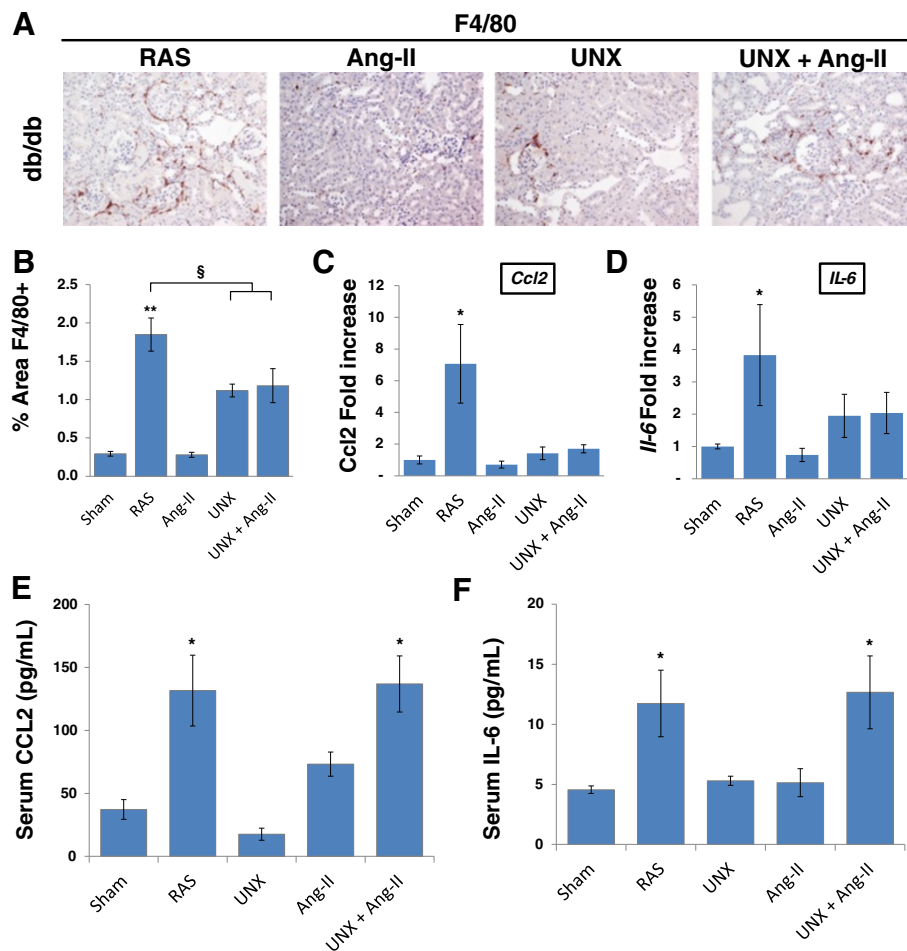 A
F4/80
RAS
Ang-II
UNX
UNX + Ang-II
db/db
B
% Area F4/80+
2.5
2.0
1.5
1.0
0.5
0.0
**
§
Sham
RAS
Ang-II
UNX
UNX + Ang-II
C
Ccl2
Ccl2 Fold increase
12
10
8
6
4
2
-
*
Sham
RAS
Ang-II
UNX
UNX + Ang-II
D
IL-6
Il-6 Fold increase
6
5
4
3
2
1
-
*
Sham
RAS
Ang-II
UNX
UNX + Ang-II
E
Serum CCL2 (pg/mL)
200
150
100
50
0
*
*
Sham
RAS
UNX
Ang-II
UNX + Ang-II
F
Serum IL-6 (pg/mL)
20
15
10
5
0
*
*
Sham
RAS
UNX
Ang-II
UNX + Ang-II